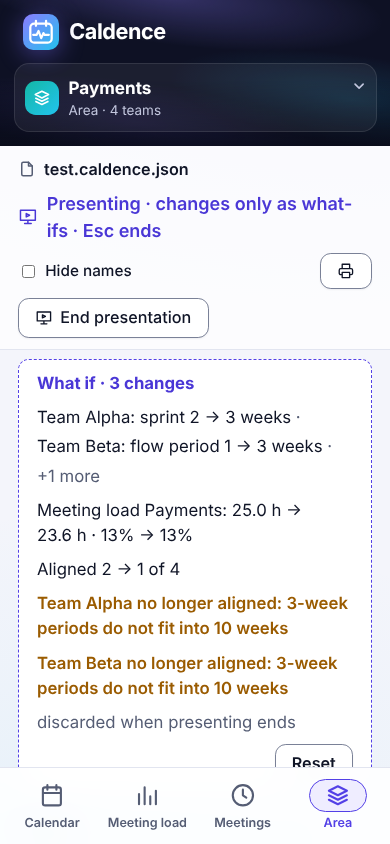 Caldence
Payments
Area · 4 teams
test.caldence.json
Presenting · changes only as what-
ifs · Esc ends
Hide names
End presentation
What if · 3 changes
Team Alpha: sprint 2 → 3 weeks ·
Team Beta: flow period 1 → 3 weeks ·
+1 more
Meeting load Payments: 25.0 h →
23.6 h · 13% → 13%
Aligned 2 → 1 of 4
Team Alpha no longer aligned: 3-week
periods do not fit into 10 weeks
Team Beta no longer aligned: 3-week
periods do not fit into 10 weeks
discarded when presenting ends
Reset
Calendar
Meeting load
Meetings
Area